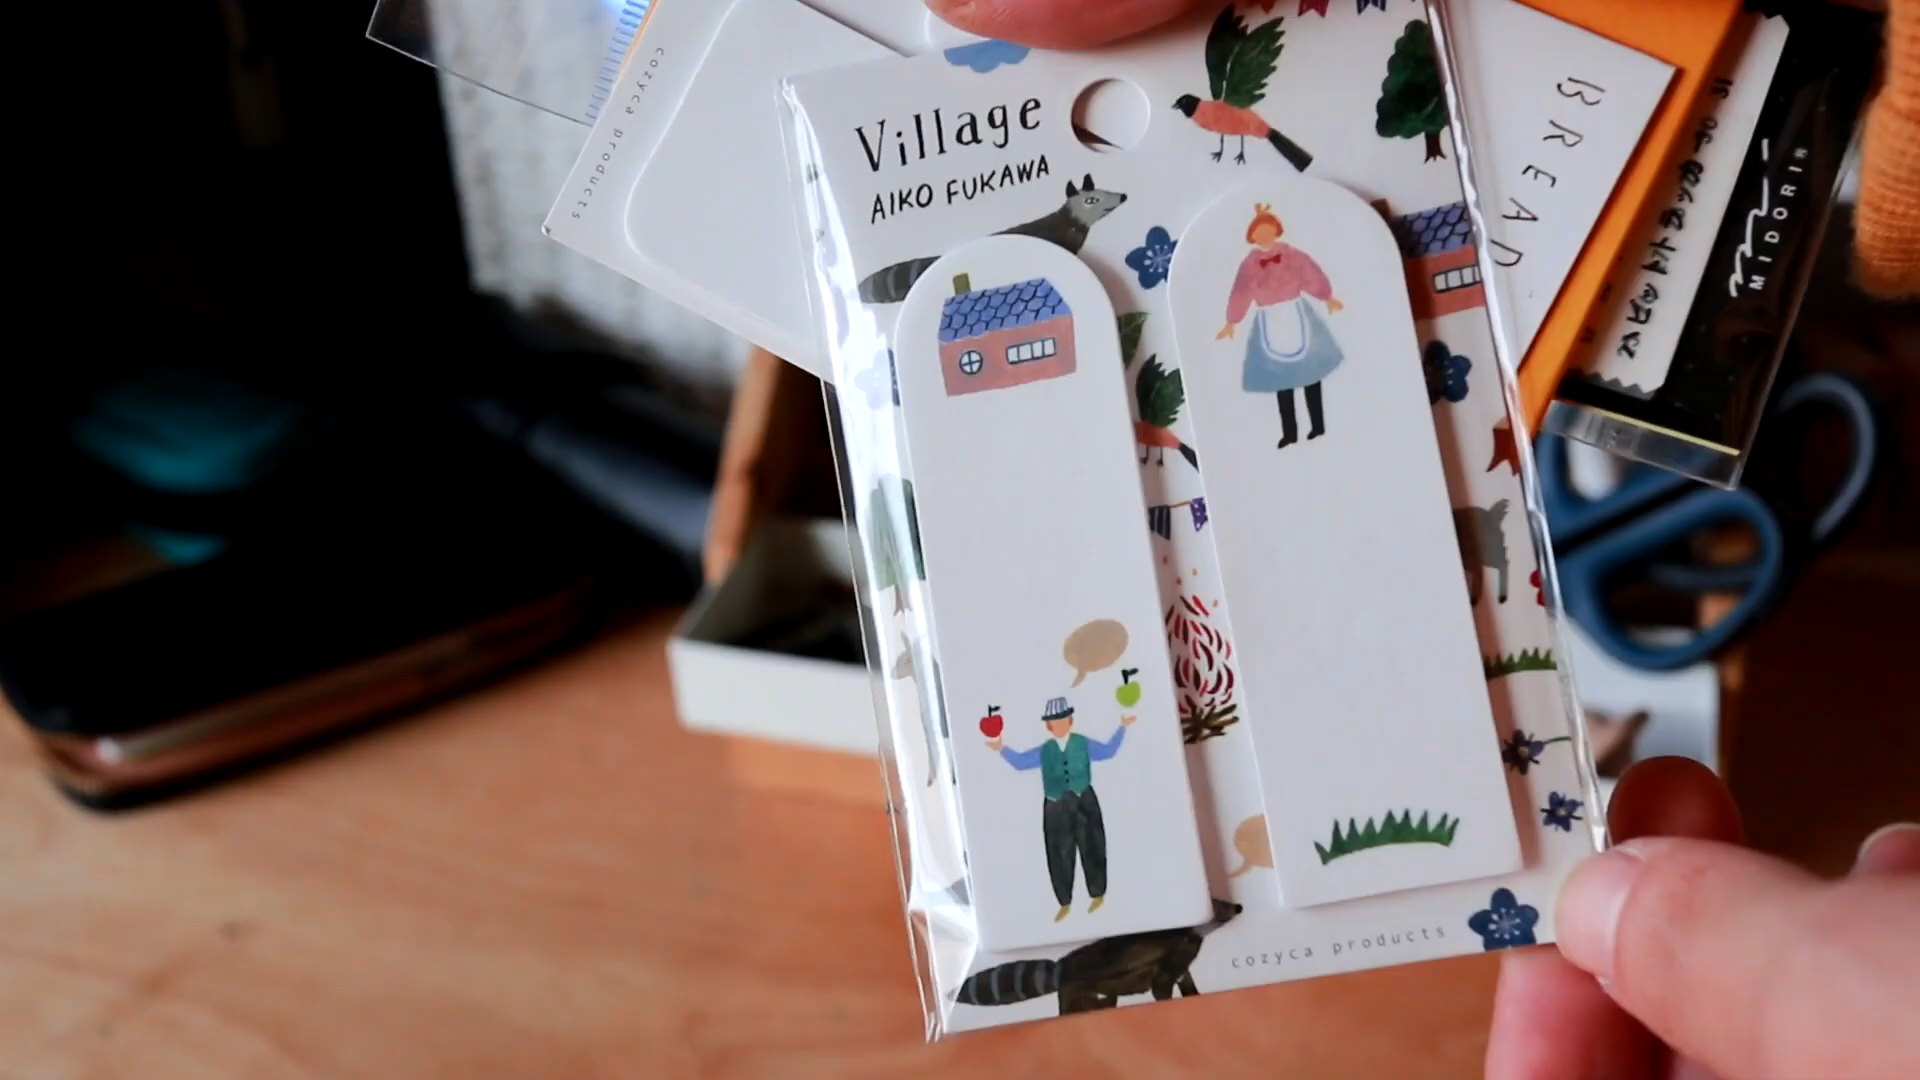 Village
AIKO FUKAWA
cozyca products
cozyca products
BREAD
MIDORI